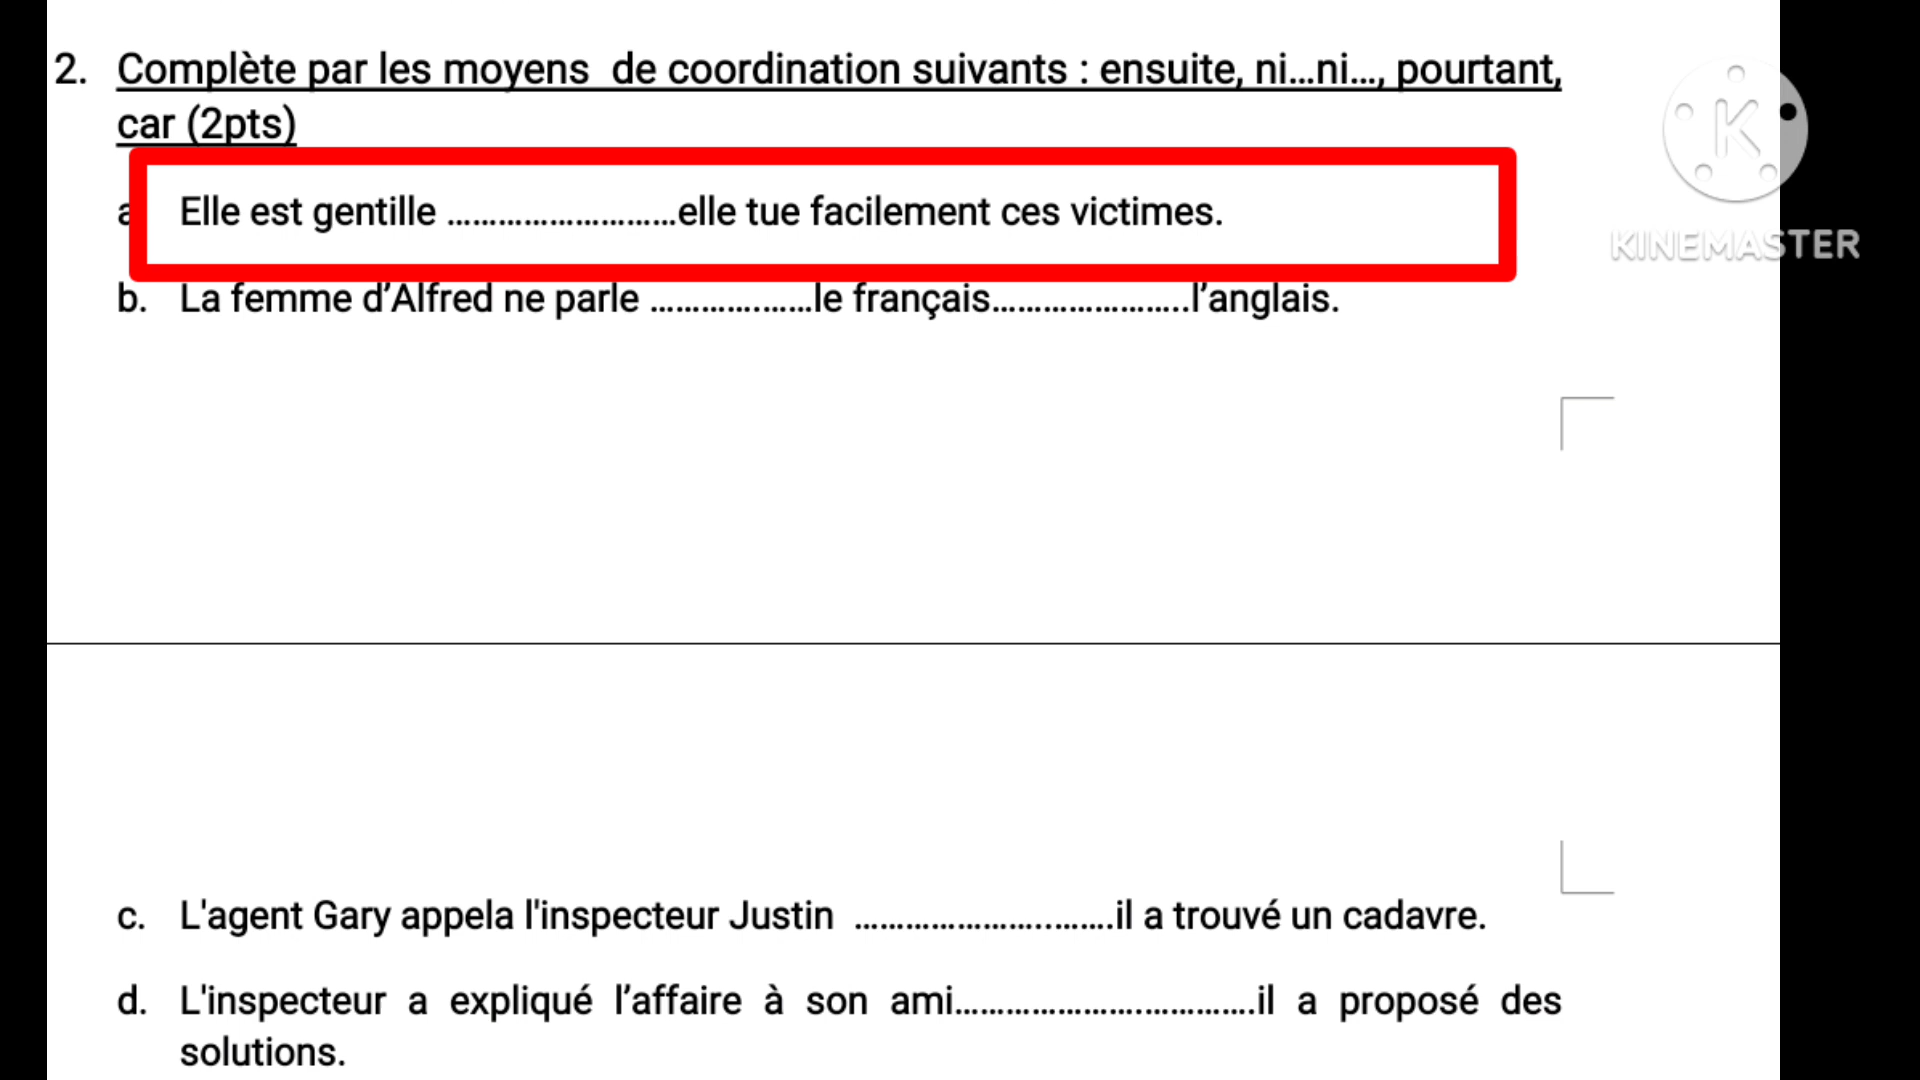 2. Complète par les moyens de coordination suivants : ensuite, ni...ni..., pourtant,
car (2pts)
K
KINEMASTER
a Elle est gentille ...........................elle tue facilement ces victimes.
b. La femme d’Alfred ne parle ...................le français.......................l’anglais.
c. L'agent Gary appela l'inspecteur Justin ..............................il a trouvé un cadavre.
d. L'inspecteur a expliqué l’affaire à son ami...................................il a proposé des
solutions.